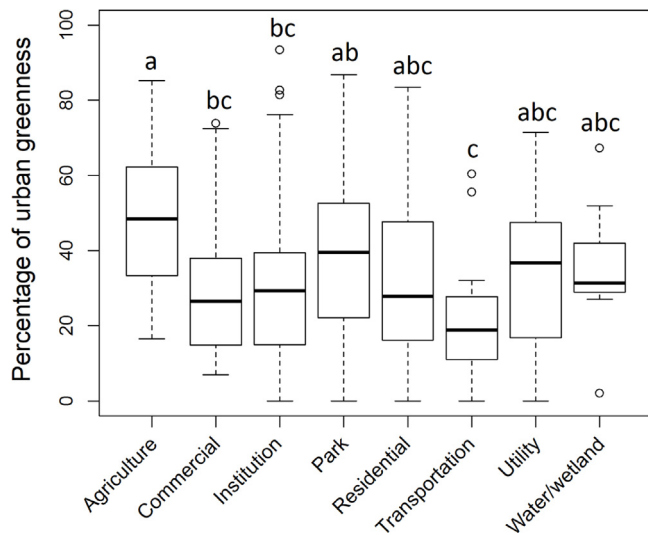 Percentage of urban greenness
100
80
60
40
20
0
a
bc
bc
ab
abc
c
abc
abc
Agriculture
Commercial
Institution
Park
Residential
Transportation
Utility
Water/wetland